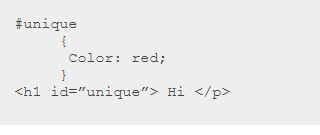 #unique
{
Color: red;
}
<h1 id=”unique”> Hi </p>